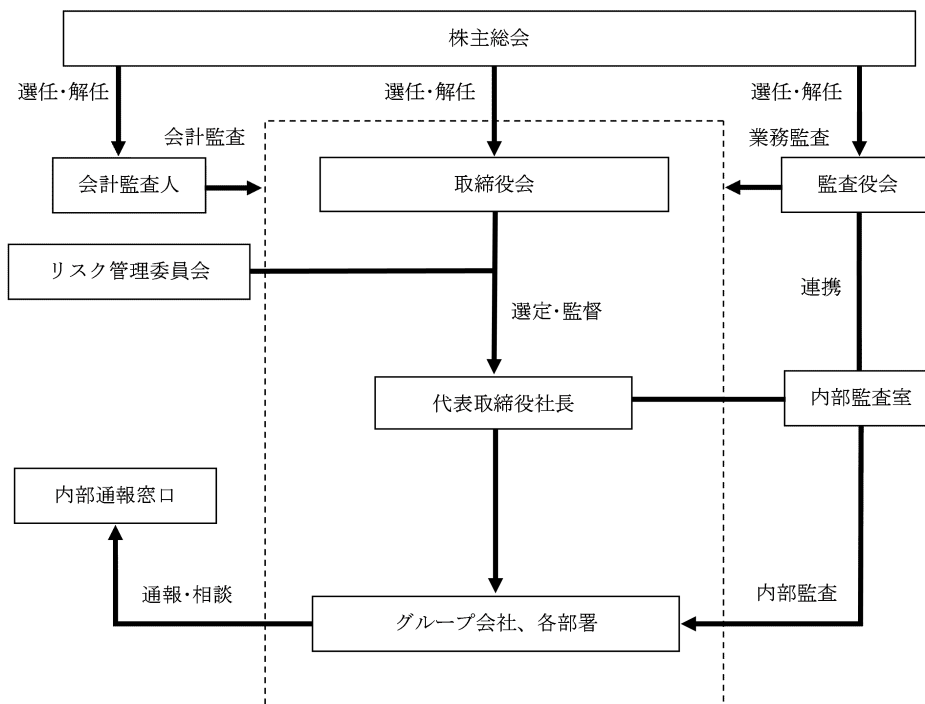 株主総会
選任・解任
選任・解任
選任・解任
会計監査
業務監査
会計監査人
取締役会
監査役会
リスク管理委員会
連携
選定・監督
代表取締役社長
内部監査室
内部通報窓口
通報・相談
内部監査
グループ会社、各部署